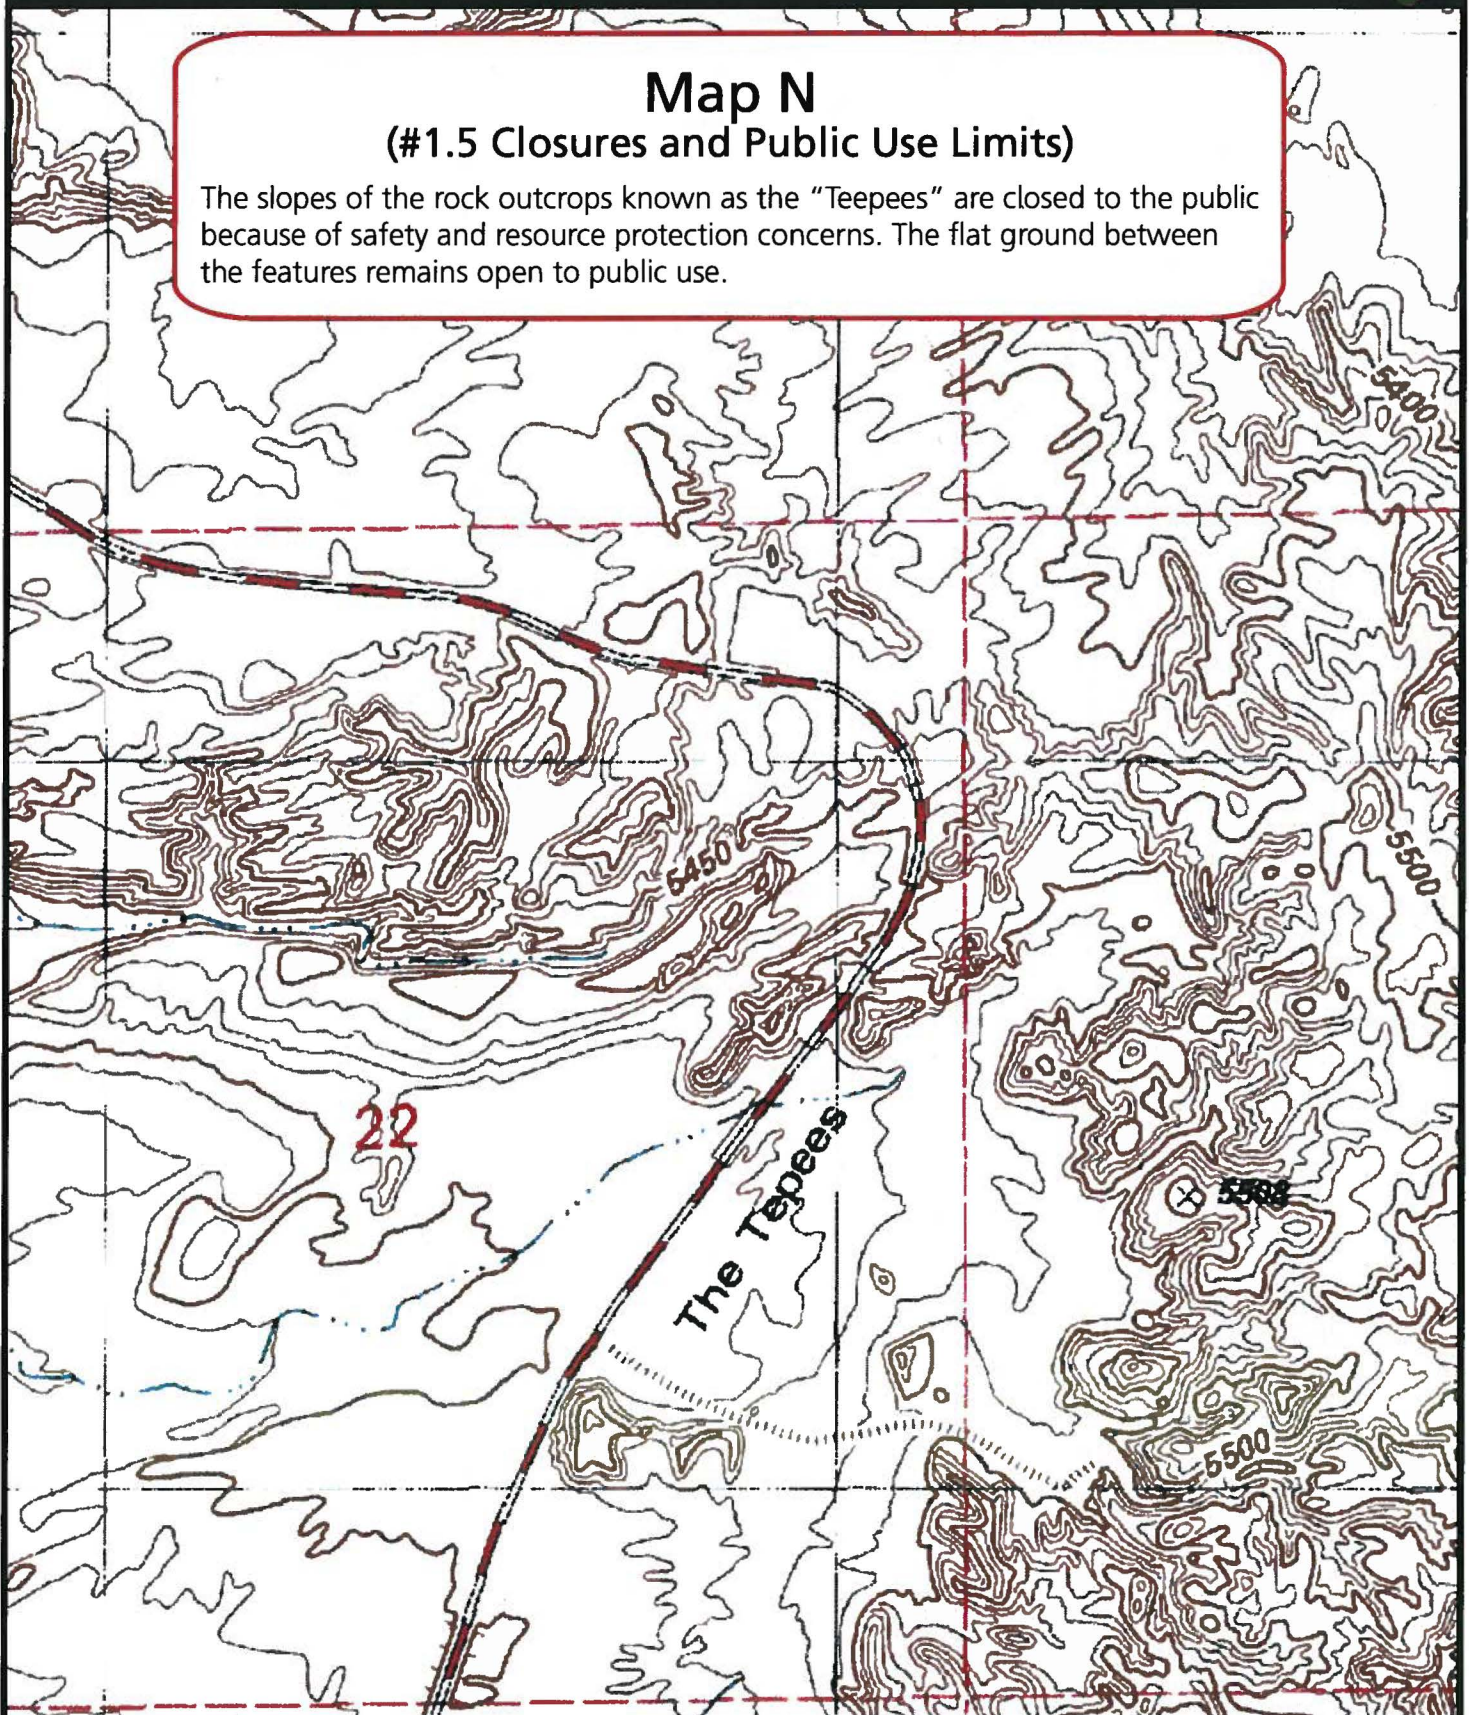 Map N
(#1.5 Closures and Public Use Limits)
The slopes of the rock outcrops known as the “Teepees” are closed to the public
because of safety and resource protection concerns. The flat ground between
the features remains open to public use.
5400
5450
5500
22
The Tepees
5500